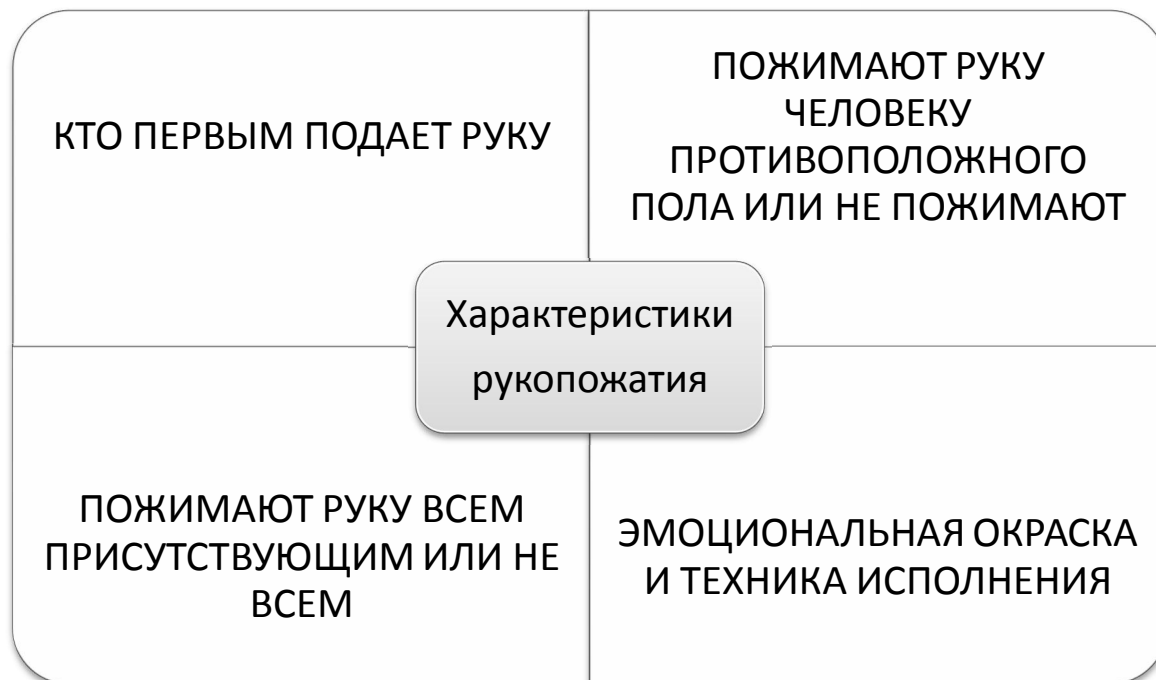 КТО ПЕРВЫМ ПОДАЕТ РУКУ
ПОЖИМАЮТ РУКУ
ЧЕЛОВЕКУ
ПРОТИВОПОЛОЖНОГО
ПОЛА ИЛИ НЕ ПОЖИМАЮТ
Характеристики
рукопожатия
ПОЖИМАЮТ РУКУ ВСЕМ
ПРИСУТСТВУЮЩИМ ИЛИ НЕ
ВСЕМ
ЭМОЦИОНАЛЬНАЯ ОКРАСКА
И ТЕХНИКА ИСПОЛНЕНИЯ